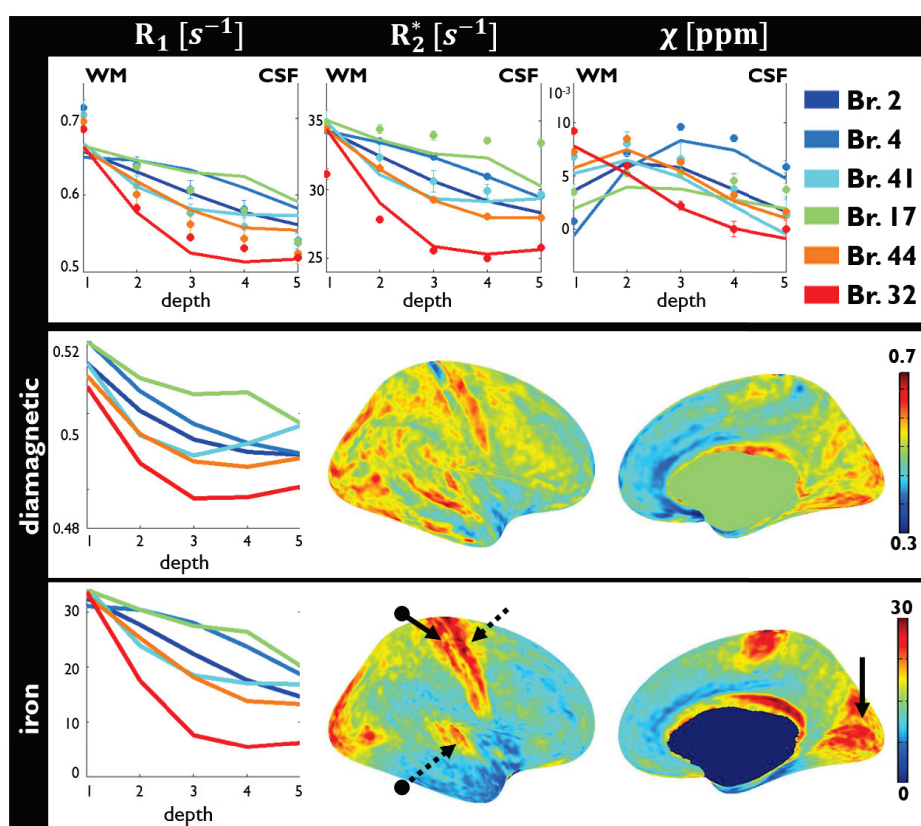 R₁ [s⁻¹] R₂* [s⁻¹] χ [ppm]
WM CSF WM CSF WM CSF
0.7
0.6
0.5
1 2 3 4 5
depth
35
30
25
1 2 3 4 5
depth
10⁻³
10
5
0
1 2 3 4 5
depth
Br. 2
Br. 4
Br. 41
Br. 17
Br. 44
Br. 32
diamagnetic
0.52
0.5
0.48
1 2 3 4 5
depth
0.7
0.3
iron
30
20
10
0
1 2 3 4 5
depth
30
0